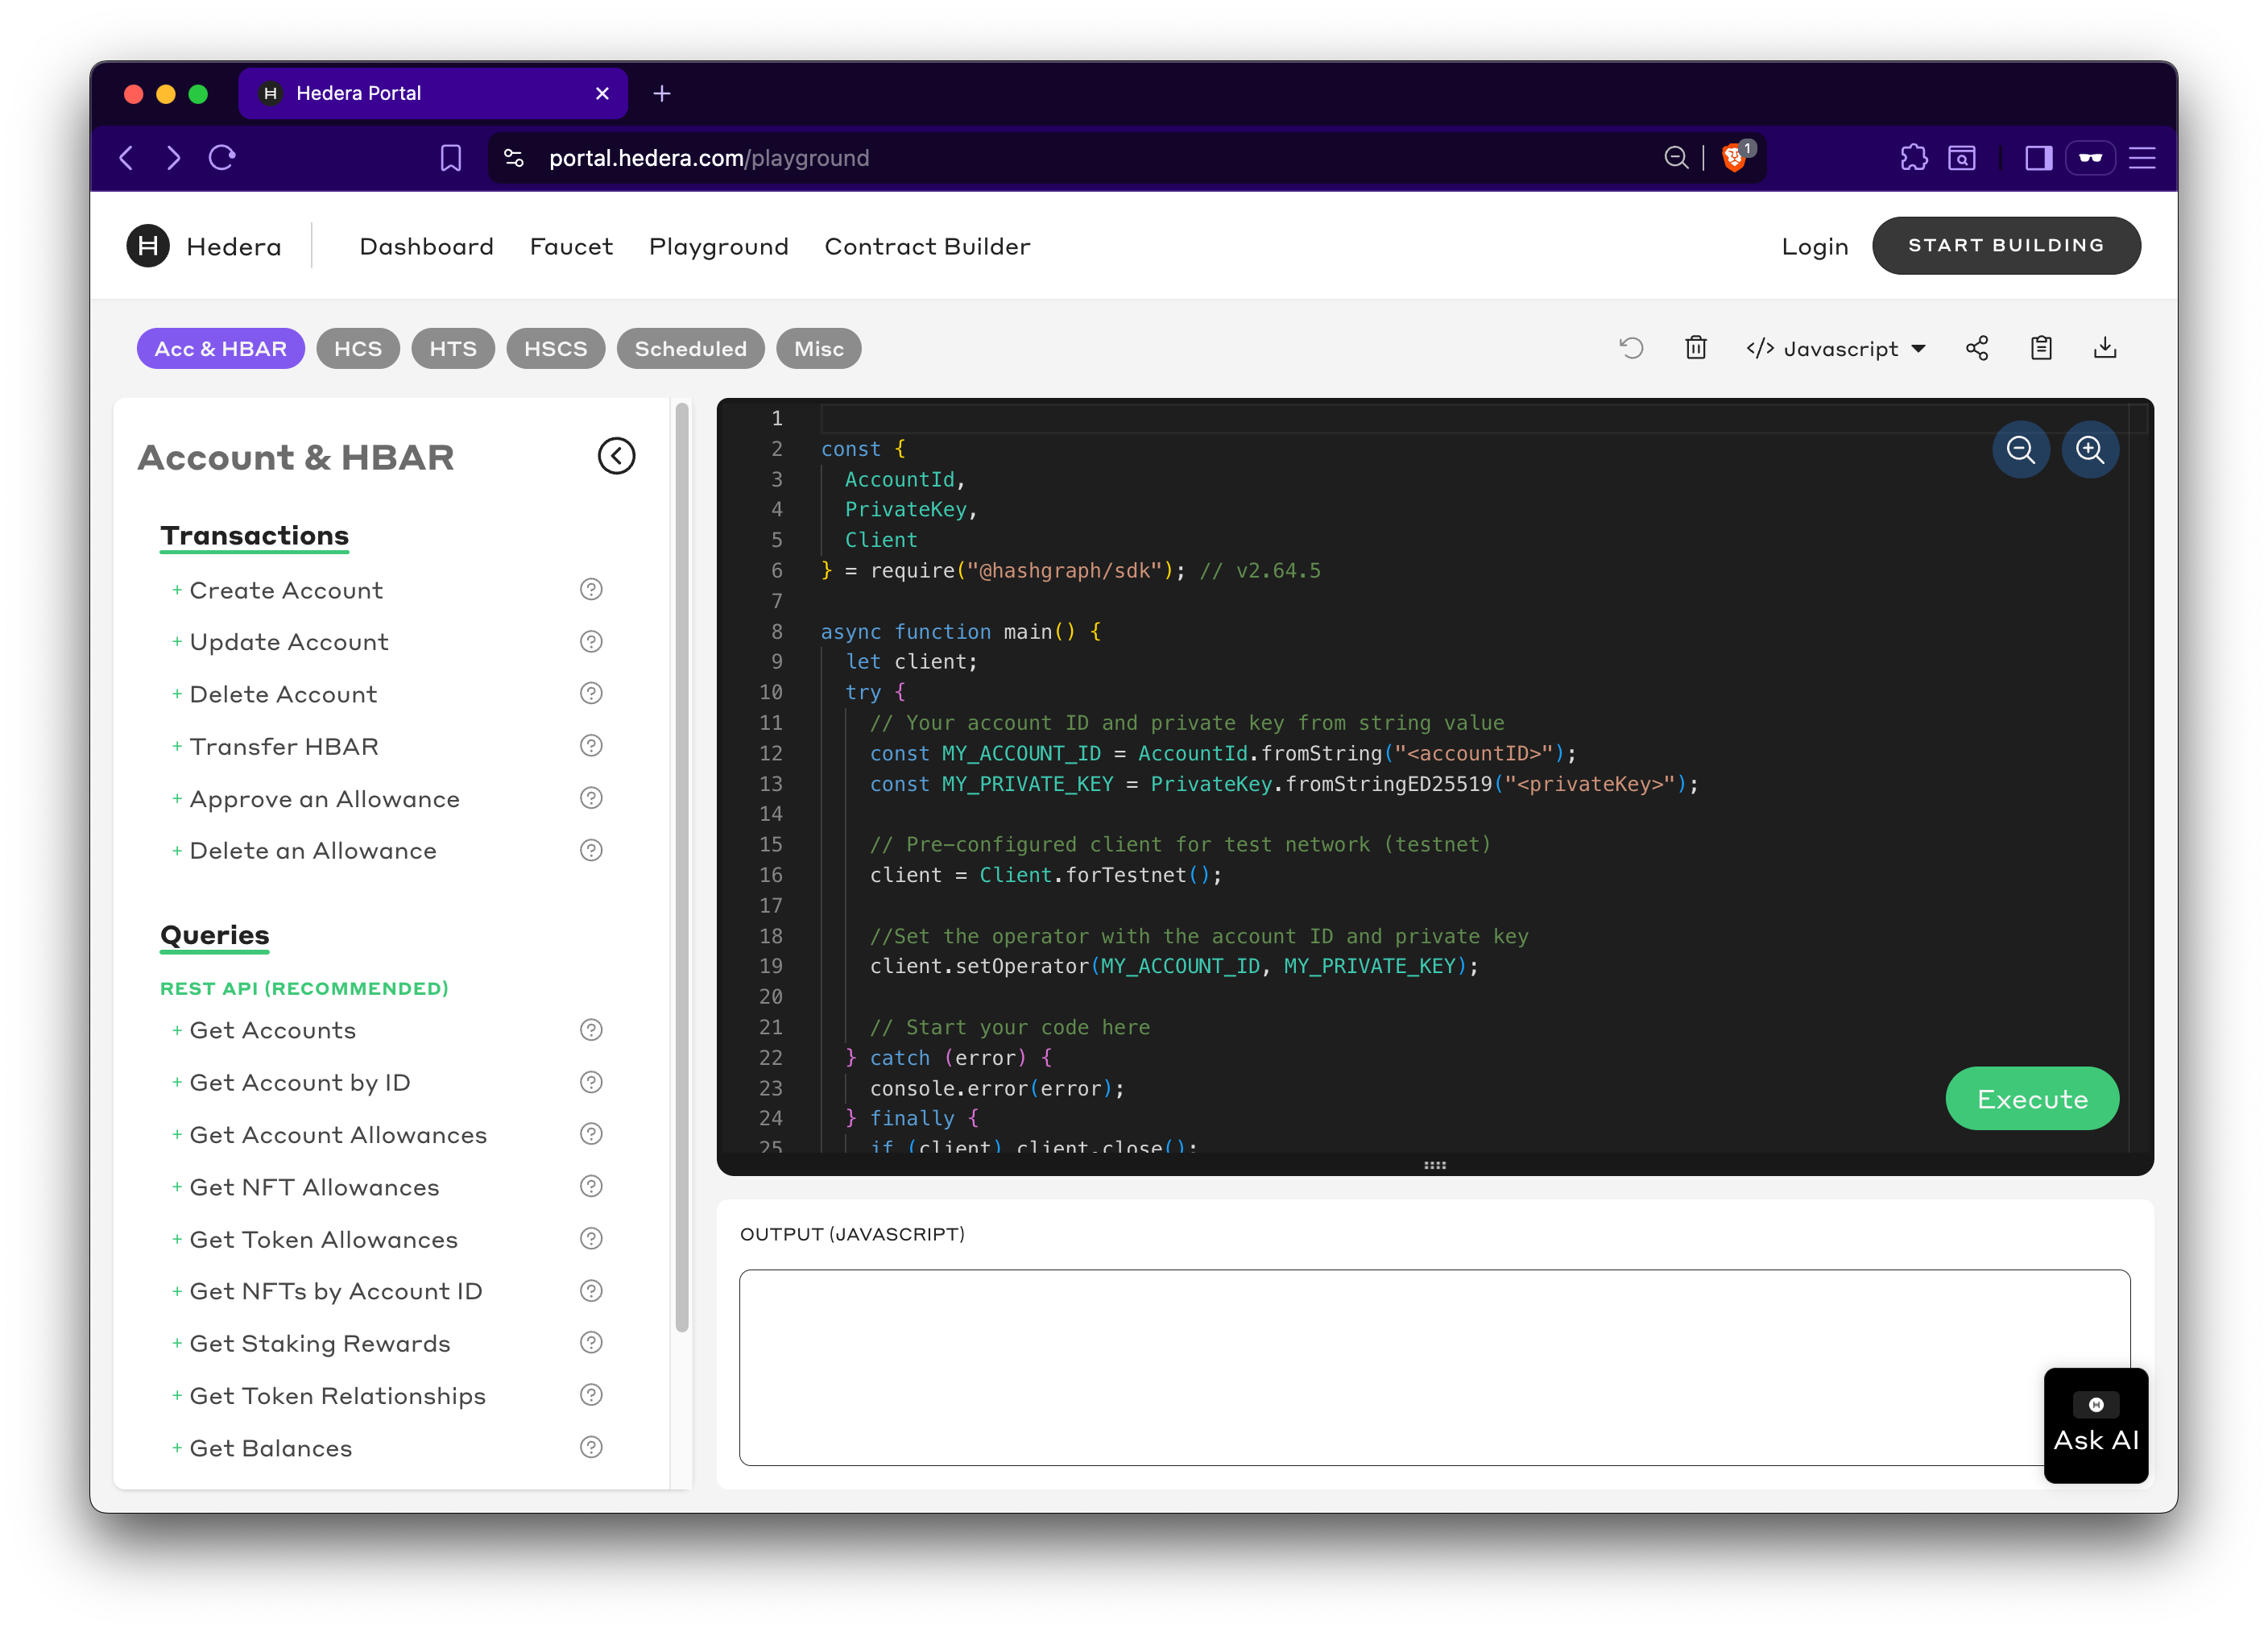 Hedera Portal
portal.hedera.com/playground
1
Hedera
Dashboard
Faucet
Playground
Contract Builder
Login
START BUILDING
Acc & HBAR
HCS
HTS
HSCS
Scheduled
Misc
</> Javascript
Account & HBAR
Transactions
+ Create Account
+ Update Account
+ Delete Account
+ Transfer HBAR
+ Approve an Allowance
+ Delete an Allowance
Queries
REST API (RECOMMENDED)
+ Get Accounts
+ Get Account by ID
+ Get Account Allowances
+ Get NFT Allowances
+ Get Token Allowances
+ Get NFTs by Account ID
+ Get Staking Rewards
+ Get Token Relationships
+ Get Balances
1
2 const {
3 AccountId,
4 PrivateKey,
5 Client
6 } = require("@hashgraph/sdk"); // v2.64.5
7
8 async function main() {
9 let client;
10 try {
11 // Your account ID and private key from string value
12 const MY_ACCOUNT_ID = AccountId.fromString("<accountID>");
13 const MY_PRIVATE_KEY = PrivateKey.fromStringED25519("<privateKey>");
14
15 // Pre-configured client for test network (testnet)
16 client = Client.forTestnet();
17
18 //Set the operator with the account ID and private key
19 client.setOperator(MY_ACCOUNT_ID, MY_PRIVATE_KEY);
20
21 // Start your code here
22 } catch (error) {
23 console.error(error);
24 } finally {
25 if (client) client.close();
Execute
OUTPUT (JAVASCRIPT)
Ask AI